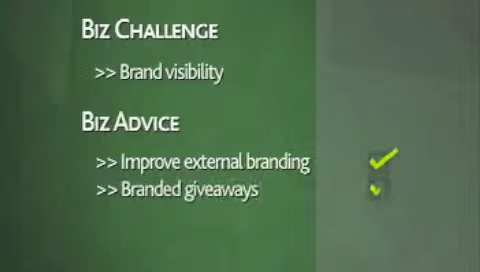 Biz Challenge
>> Brand visibility
Biz Advice
>> Improve external branding
>> Branded giveaways